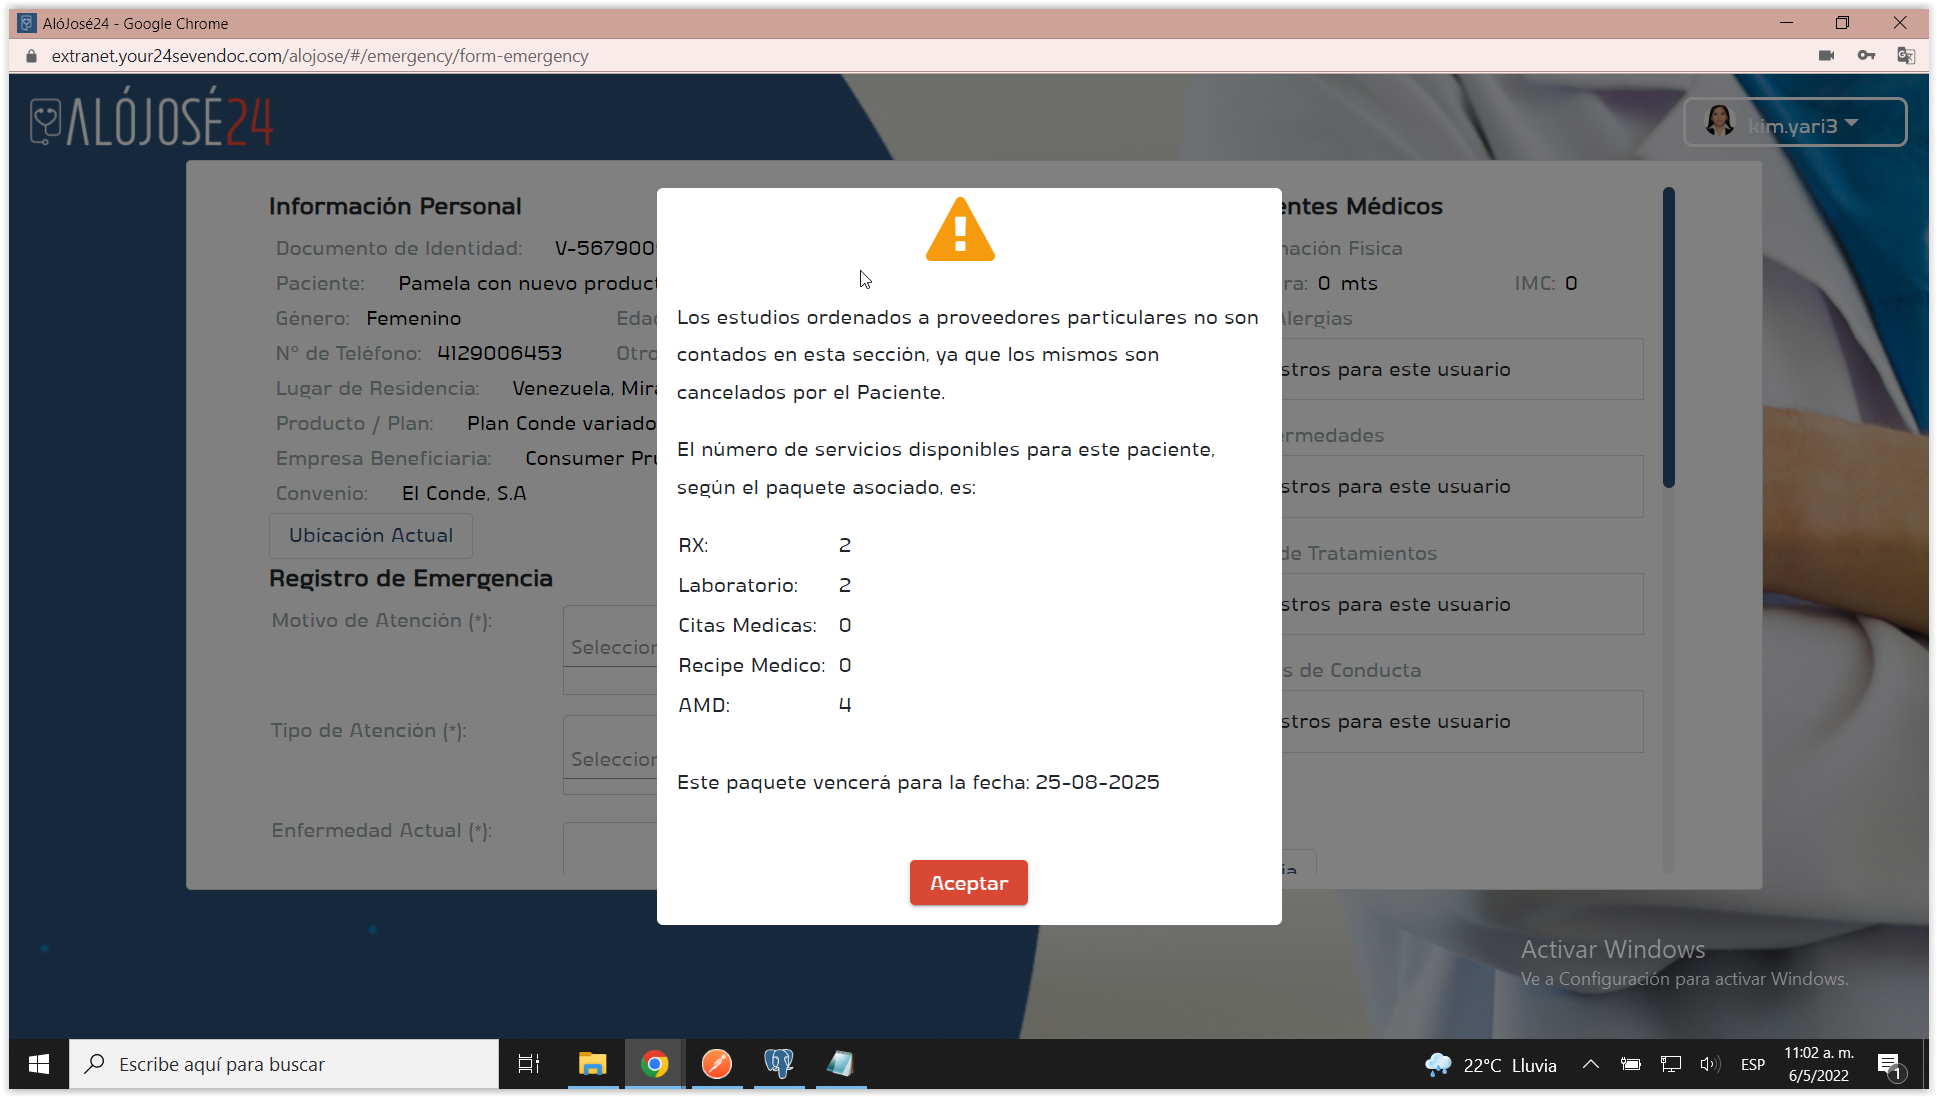 AlóJosé24 - Google Chrome
extranet.your24sevendoc.com/alojose/#/emergency/form-emergency
ALÓJOSÉ24
kim.yari3
Información Personal
Documento de Identidad: V-567900
Paciente: Pamela con nuevo product
Género: Femenino Edad
N° de Teléfono: 4129006453 Otro
Lugar de Residencia: Venezuela, Mira
Producto / Plan: Plan Conde variado
Empresa Beneficiaria: Consumer Pru
Convenio: El Conde, S.A
Ubicación Actual
Registro de Emergencia
Motivo de Atención (*):
Seleccion
Tipo de Atención (*):
Seleccion
Enfermedad Actual (*):
Los estudios ordenados a proveedores particulares no son
contados en esta sección, ya que los mismos son
cancelados por el Paciente.
El número de servicios disponibles para este paciente,
según el paquete asociado, es:
RX: 2
Laboratorio: 2
Citas Medicas: 0
Recipe Medico: 0
AMD: 4
Este paquete vencerá para la fecha: 25-08-2025
Aceptar
entes Médicos
nación Fisica
ra: 0 mts IMC: 0
Alergias
stros para este usuario
ermedades
stros para este usuario
de Tratamientos
stros para este usuario
s de Conducta
stros para este usuario
ia
Activar Windows
Ve a Configuración para activar Windows.
Escribe aquí para buscar
22°C Lluvia
ESP
11:02 a. m.
6/5/2022
1